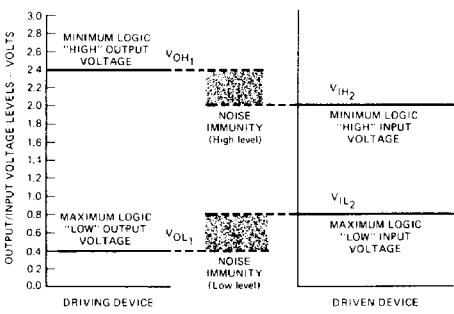 OUTPUT/INPUT VOLTAGE LEVELS – VOLTS
3.0
2.8
2.6
2.4
2.2
2.0
1.8
1.6
1.4
1.2
1.0
0.8
0.6
0.4
0.2
0.0
MINIMUM LOGIC
"HIGH" OUTPUT
VOLTAGE
VOH1
NOISE
IMMUNITY
(High level)
VIH2
MINIMUM LOGIC
"HIGH" INPUT
VOLTAGE
MAXIMUM LOGIC
"LOW" OUTPUT
VOLTAGE
VOL1
NOISE
IMMUNITY
(Low level)
VIL2
MAXIMUM LOGIC
"LOW" INPUT
VOLTAGE
DRIVING DEVICE
DRIVEN DEVICE